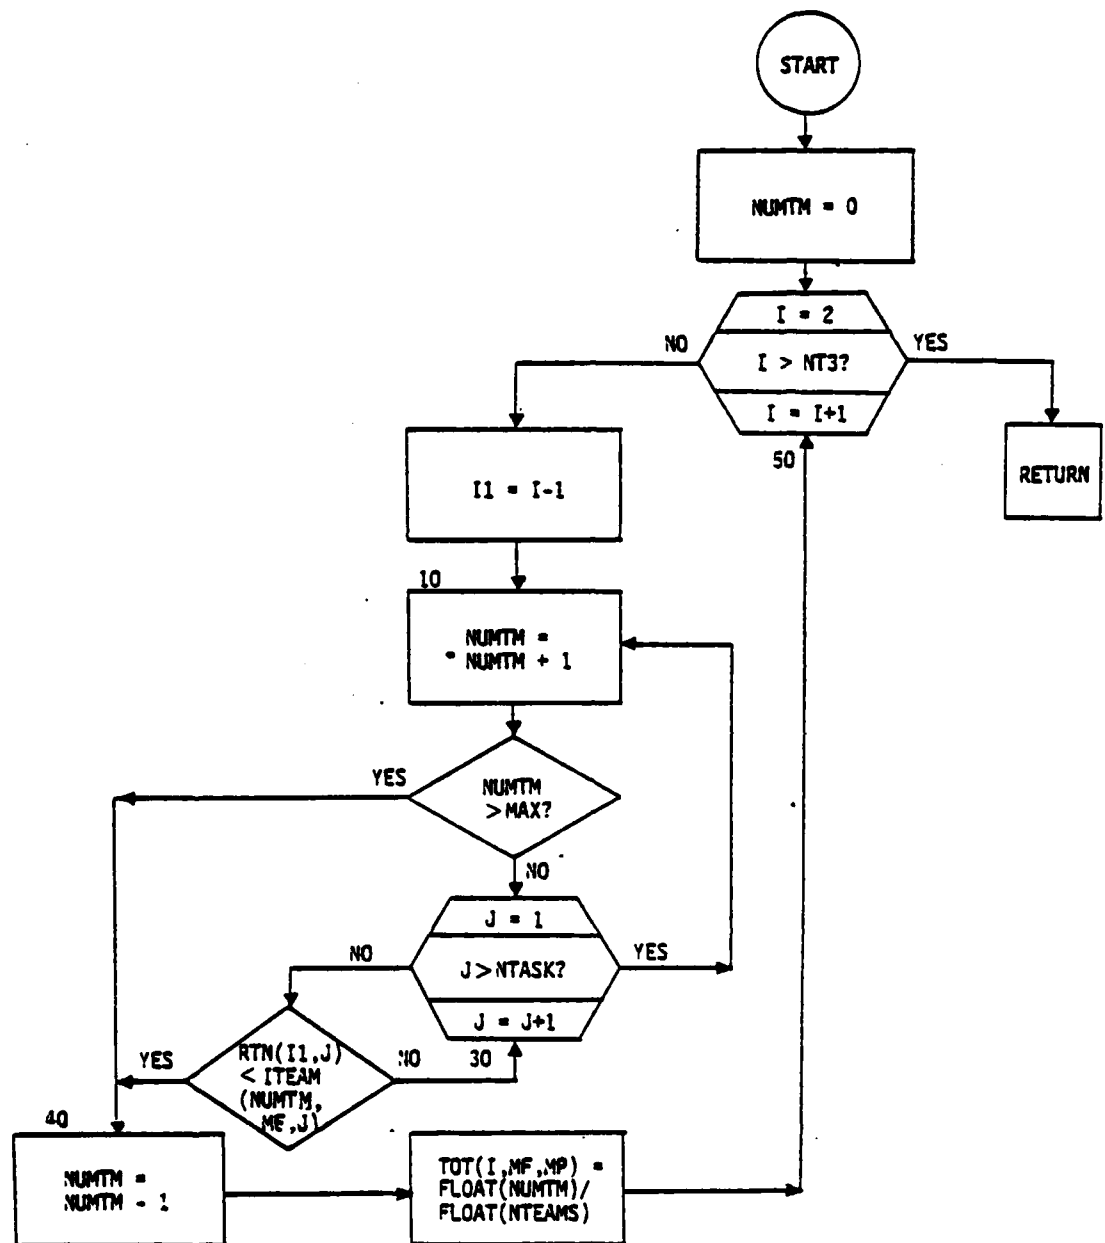 START
NUMTM = 0
I = 2
NO
YES
I > NT3?
I = I+1
50
RETURN
I1 = I-1
10
NUMTM =
NUMTM + 1
YES
NUMTM
>MAX?
NO
J = 1
NO
YES
J>NTASK?
J = J+1
RTN(I1,J)
YES
NO
30
< ITEAM
(NUMTM,
ME,J)
40
NUMTM =
NUMTM - 1
TOT(I,MF,MP) =
FLOAT(NUMTM)/
FLOAT(NTEAMS)